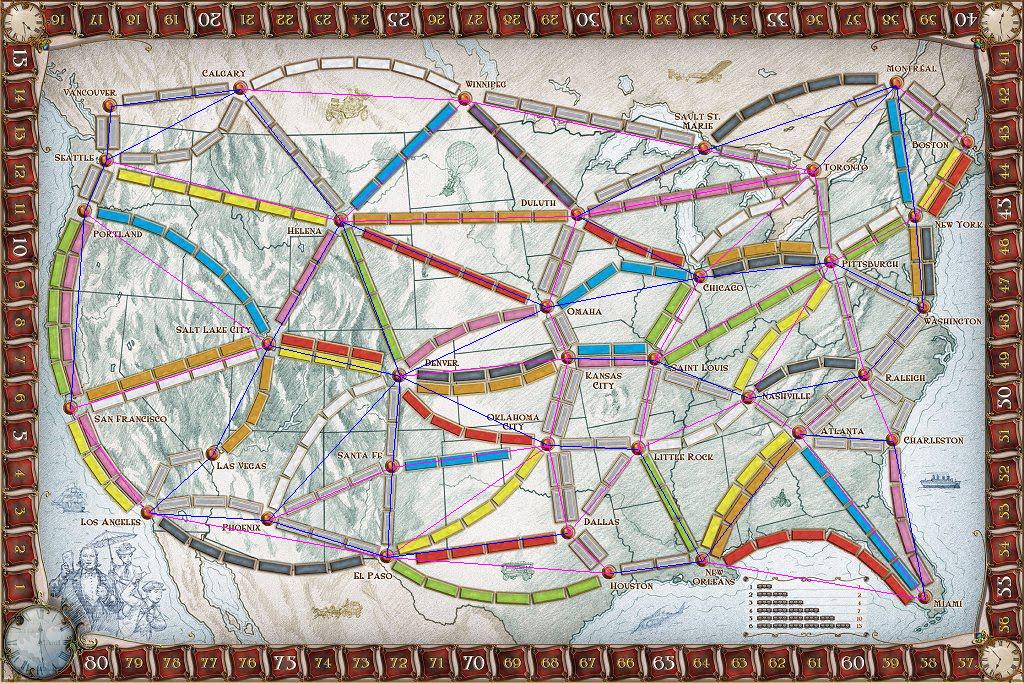 16 17 18 19 20 21 22 23 24 25 26 27 28 29 30 31 32 33 34 35 36 37 38 39 40
15
14
13
12
11
10
9
8
7
6
5
4
3
2
1
41
42
43
44
45
46
47
48
49
50
51
52
53
54
55
56
CALGARY
WINNIPEG
MONTRÉAL
VANCOUVER
SAULT ST.
MARIE
BOSTON
SEATTLE
TORONTO
DULUTH
HELENA
NEW YORK
PORTLAND
PITTSBURGH
CHICAGO
OMAHA
WASHINGTON
SALT LAKE CITY
DENVER
SAINT LOUIS
KANSAS
CITY
RALEIGH
NASHVILLE
SAN FRANCISCO
OKLAHOMA
CITY
ATLANTA
CHARLESTON
SANTA FE
LITTLE ROCK
LAS VEGAS
LOS ANGELES
PHOENIX
DALLAS
EL PASO
HOUSTON
NEW
ORLEANS
MIAMI
1 1
2 2
3 4
4 7
5 10
6 15
80 79 78 77 76 75 74 73 72 71 70 69 68 67 66 65 64 63 62 61 60 59 58 57